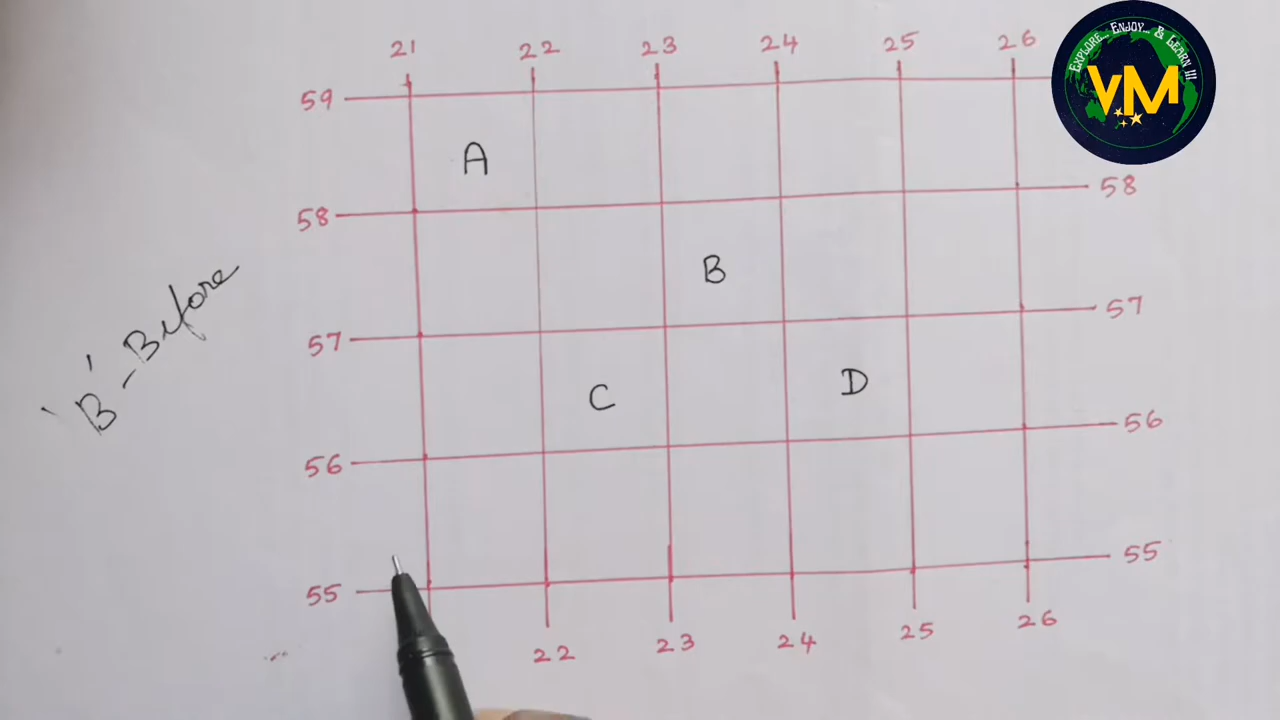 EXPLORE... ENJOY... & LEARN !!!
VM
21 22 23 24 25 26
59
A
58 58
B
'B' - Before
57 57
C D
56 56
55 55
22 23 24 25 26